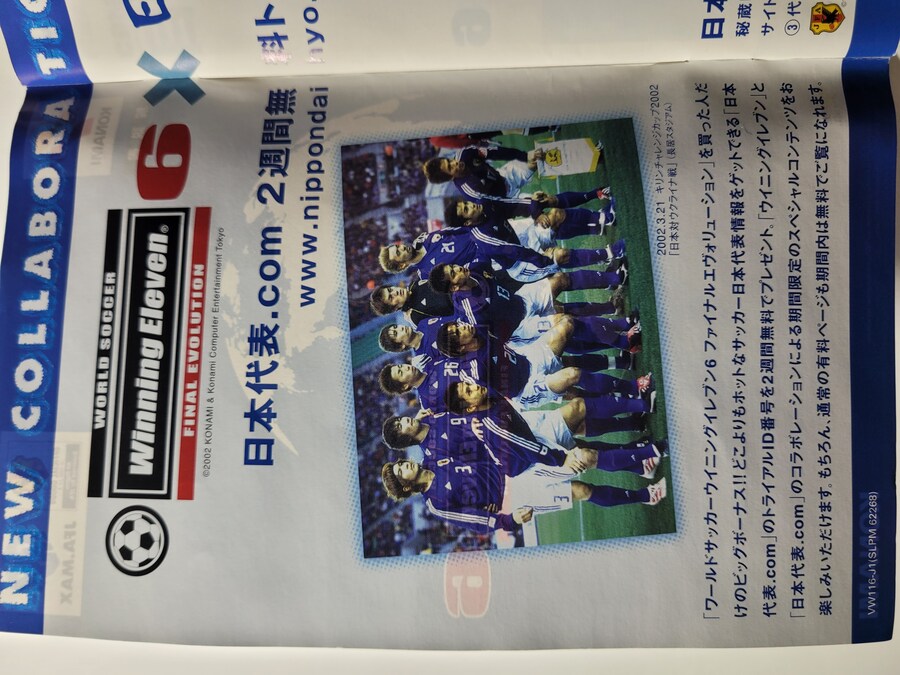 NEW COLLABORATIO
WORLD SOCCER
Winning Eleven® 6
FINAL EVOLUTION
X
©2002 KONAMI & Konami Computer Entertainment Tokyo
日本代表.com 2週間無料ト
www.nippondai
hyo.
2002.3.21 キリンチャレンジカップ2002
「日本対ウクライナ戦」（長居スタジアム）
「ワールドサッカーウイニングイレブン6 ファイナルエヴォリューション」を買った人だ
けのビッグボーナス!!どこよりもホットなサッカー日本代表情報をゲットできる「日本
代表.com」のトライアルID番号を2週間無料でプレゼント。「ウイニングイレブン」と
「日本代表.com」のコラボレーションによる期間限定のスペシャルコンテンツをお
楽しみいただけます。もちろん、通常の有料ページも期間内は無料でご覧になれます。
VW116-J1(SLPM 62268)
日本
秘蔵
サイト
③代
JFA